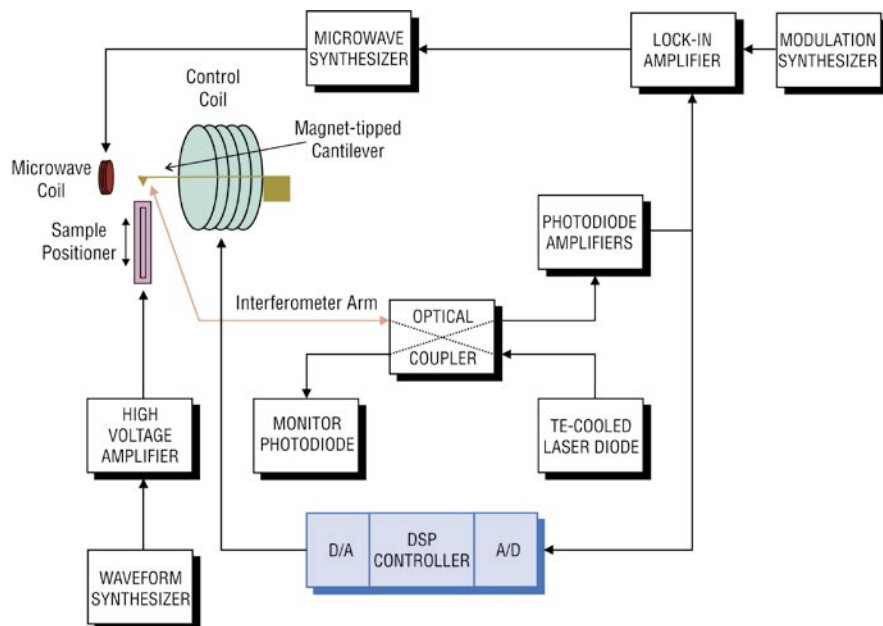 MICROWAVE
SYNTHESIZER
LOCK-IN
AMPLIFIER
MODULATION
SYNTHESIZER
Control
Coil
Magnet-tipped
Cantilever
Microwave
Coil
Sample
Positioner
PHOTODIODE
AMPLIFIERS
Interferometer Arm
OPTICAL
COUPLER
HIGH
VOLTAGE
AMPLIFIER
MONITOR
PHOTODIODE
TE-COOLED
LASER DIODE
D/A
DSP
CONTROLLER
A/D
WAVEFORM
SYNTHESIZER